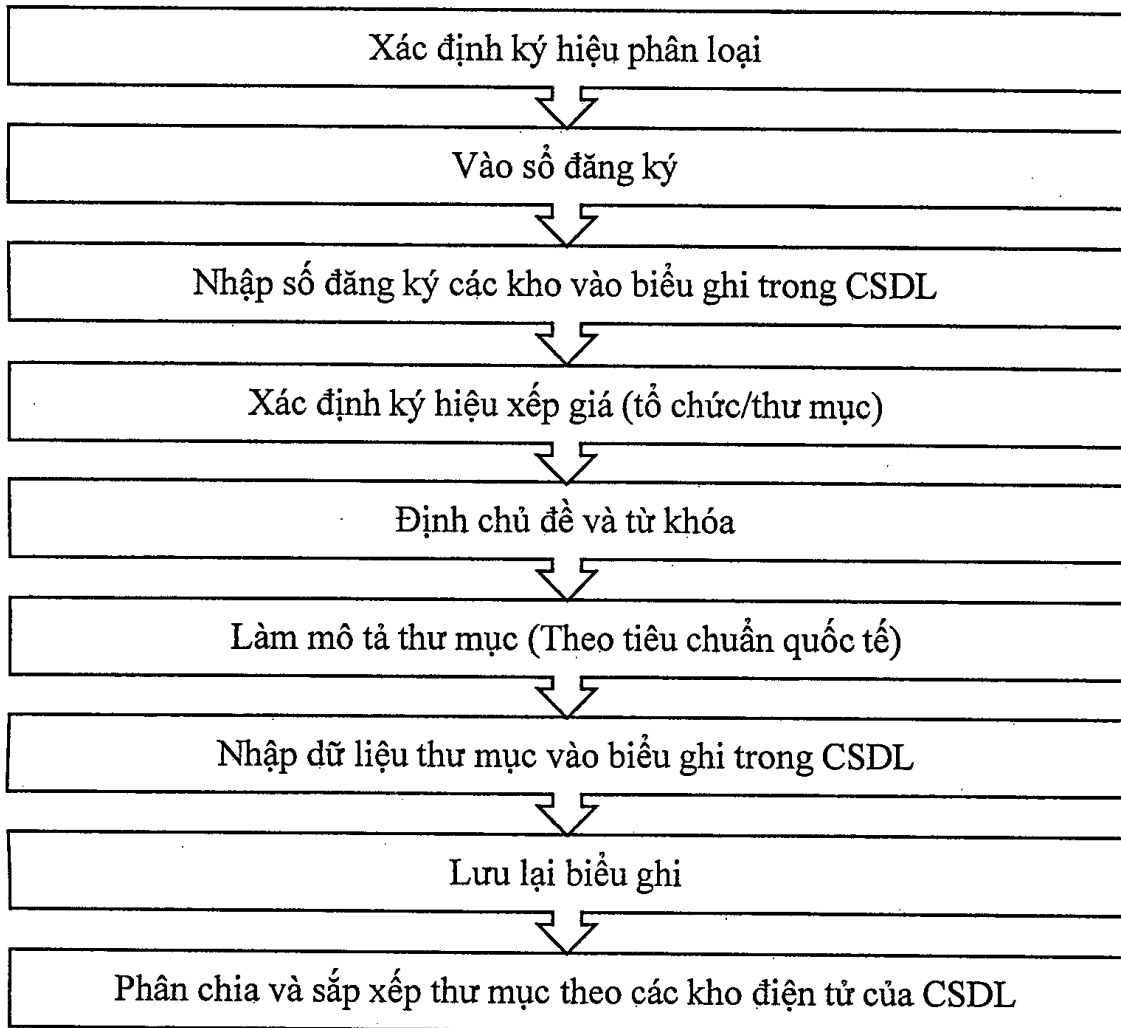 Xác định ký hiệu phân loại
Vào sổ đăng ký
Nhập số đăng ký các kho vào biểu ghi trong CSDL
Xác định ký hiệu xếp giá (tổ chức/thư mục)
Định chủ đề và từ khóa
Làm mô tả thư mục (Theo tiêu chuẩn quốc tế)
Nhập dữ liệu thư mục vào biểu ghi trong CSDL
Lưu lại biểu ghi
Phân chia và sắp xếp thư mục theo các kho điện tử của CSDL